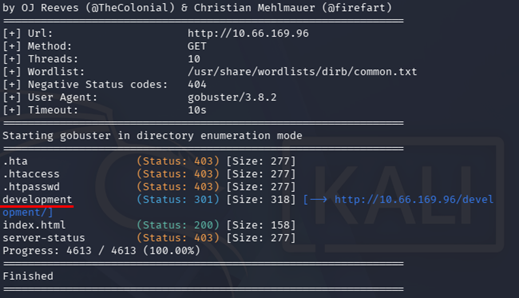 by OJ Reeves (@TheColonial) & Christian Mehlmauer (@firefart)
[+] Url: http://10.66.169.96
[+] Method: GET
[+] Threads: 10
[+] Wordlist: /usr/share/wordlists/dirb/common.txt
[+] Negative Status codes: 404
[+] User Agent: gobuster/3.8.2
[+] Timeout: 10s
Starting gobuster in directory enumeration mode
.hta (Status: 403) [Size: 277]
.htaccess (Status: 403) [Size: 277]
.htpasswd (Status: 403) [Size: 277]
development (Status: 301) [Size: 318] [--> http://10.66.169.96/devel
opment/]
index.html (Status: 200) [Size: 158]
server-status (Status: 403) [Size: 277]
Progress: 4613 / 4613 (100.00%)
Finished
KALI